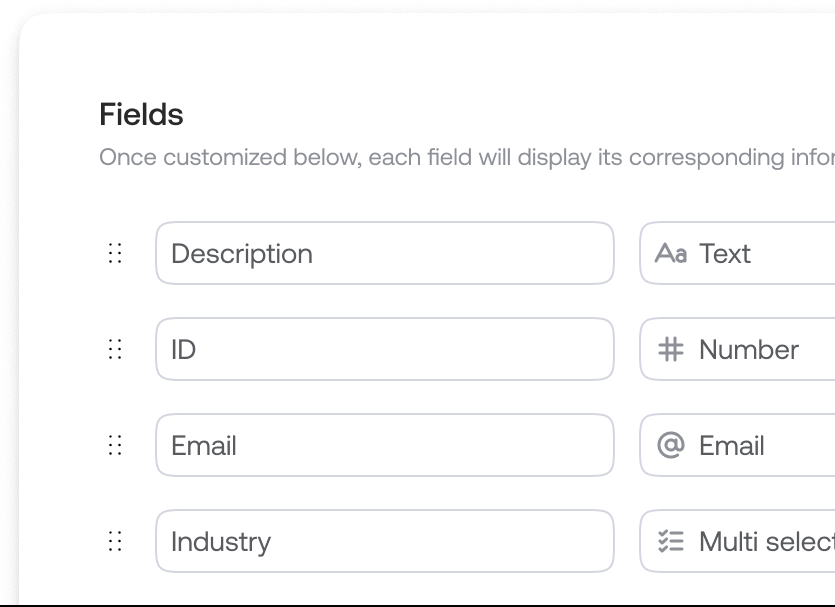 Fields
Once customized below, each field will display its corresponding
Description Aa Text
ID # Number
Email @ Email
Industry Multi select